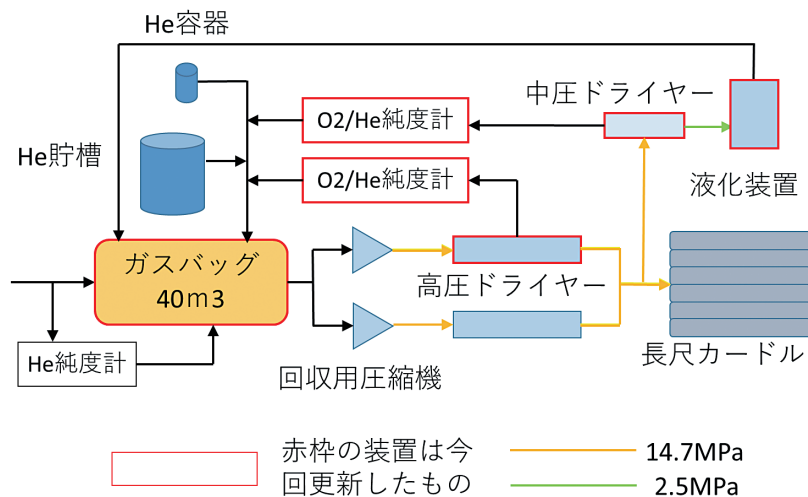 He容器
中圧ドライヤー
O2/He純度計
He貯槽
O2/He純度計
液化装置
ガスバッグ
40m3
高圧ドライヤー
He純度計
回収用圧縮機
長尺カードル
赤枠の装置は今
回更新したもの
14.7MPa
2.5MPa